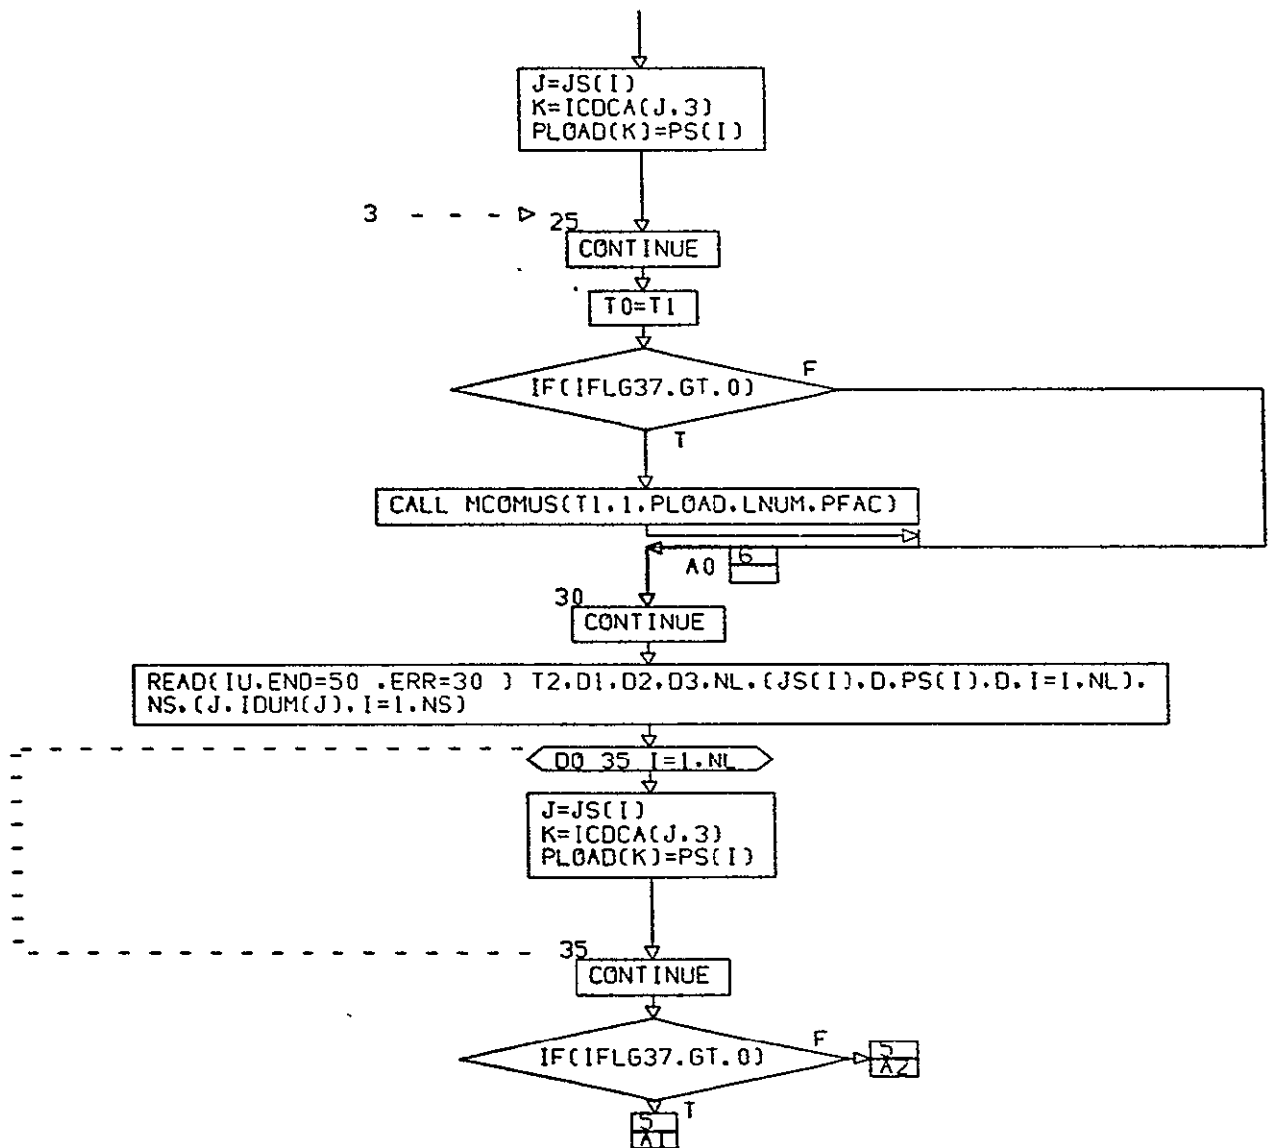 J=JS(I)
K=ICDCA(J.3)
PLOAD(K)=PS(I)
3
25
CONTINUE
T0=T1
IF(IFLG37.GT.0)
F
T
CALL MCOMUS(T1.1.PLOAD.LNUM.PFAC)
A0
6
30
CONTINUE
READ(IU.END=50 .ERR=30 ) T2.D1.D2.D3.NL.(JS(I).D.PS(I).D.I=1.NL).
NS.(J.IDUM(J).I=1.NS)
DO 35 I=1.NL
J=JS(I)
K=ICDCA(J.3)
PLOAD(K)=PS(I)
35
CONTINUE
IF(IFLG37.GT.0)
F
5
A2
T
5
A1